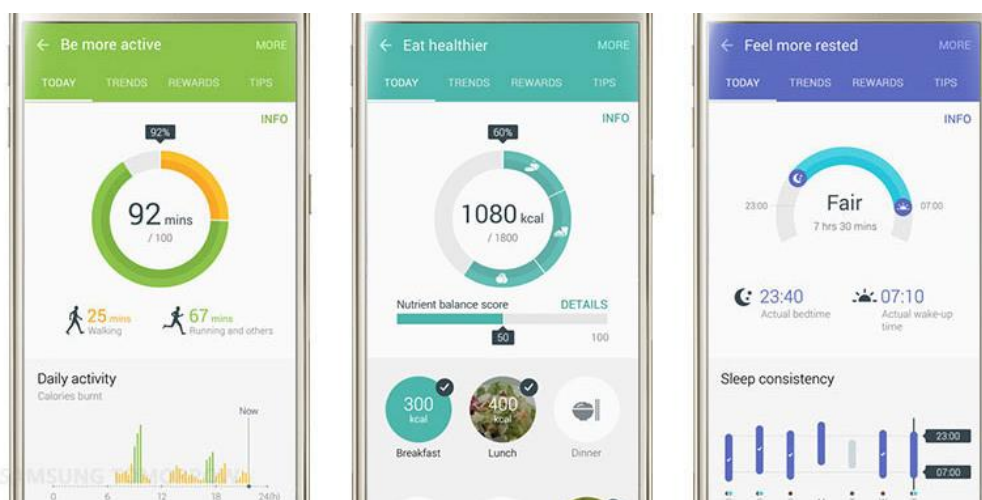 Be more active MORE
TODAY TRENDS REWARDS TIPS
INFO
92%
92 mins
/ 100
25 mins
Walking
67 mins
Running and others
Daily activity
Calories burnt
Now
0 6 12 18 24(h)
Eat healthier MORE
TODAY TRENDS REWARDS TIPS
INFO
60%
1080 kcal
/ 1800
Nutrient balance score DETAILS
50 100
300
kcal
Breakfast
400
kcal
Lunch
Dinner
Feel more rested MORE
TODAY TRENDS REWARDS TIPS
INFO
23:00 07:00
Fair
7 hrs 30 mins
23:40
Actual bedtime
07:10
Actual wake-up
time
Sleep consistency
23:00
07:00
SAMSUNG